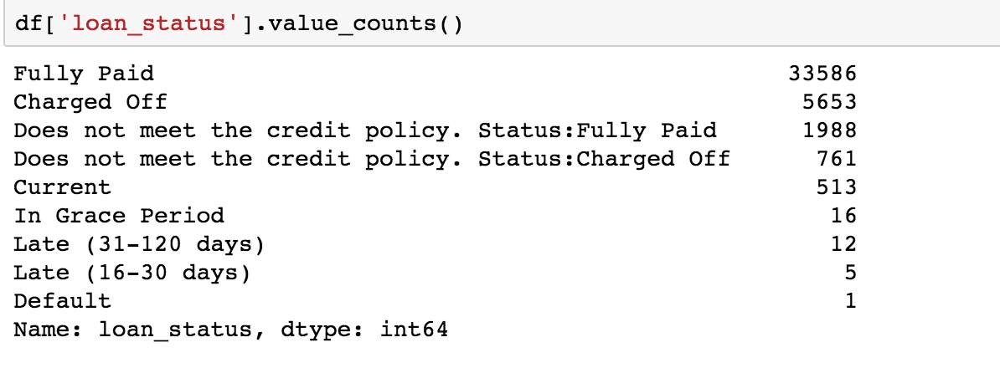 df['loan_status'].value_counts()
Fully Paid 33586
Charged Off 5653
Does not meet the credit policy. Status:Fully Paid 1988
Does not meet the credit policy. Status:Charged Off 761
Current 513
In Grace Period 16
Late (31-120 days) 12
Late (16-30 days) 5
Default 1
Name: loan_status, dtype: int64